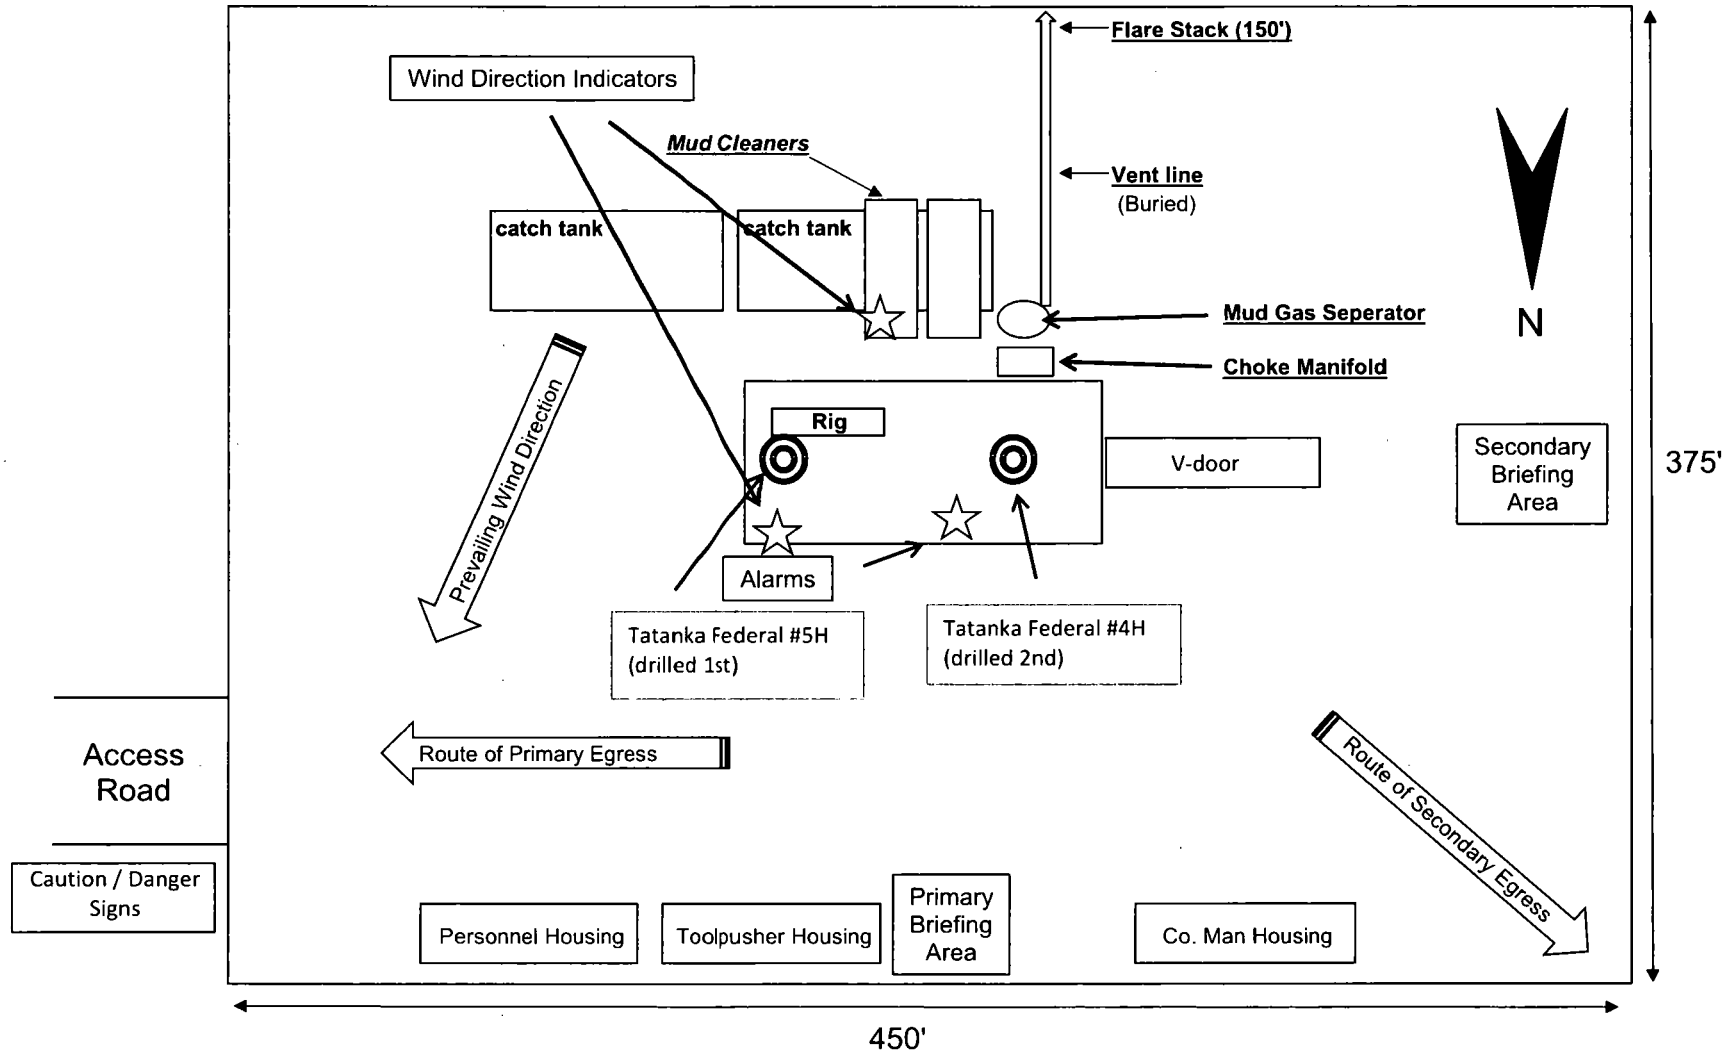 Flare Stack (150')
Wind Direction Indicators
Mud Cleaners
Vent line
(Buried)
catch tank
catch tank
N
Mud Gas Seperator
Choke Manifold
Prevailing Wind Direction
Rig
V-door
Secondary
Briefing
Area
375'
Alarms
Tatanka Federal #5H
(drilled 1st)
Tatanka Federal #4H
(drilled 2nd)
Access
Road
Route of Primary Egress
Route of Secondary Egress
Caution / Danger
Signs
Personnel Housing
Toolpusher Housing
Primary
Briefing
Area
Co. Man Housing
450'